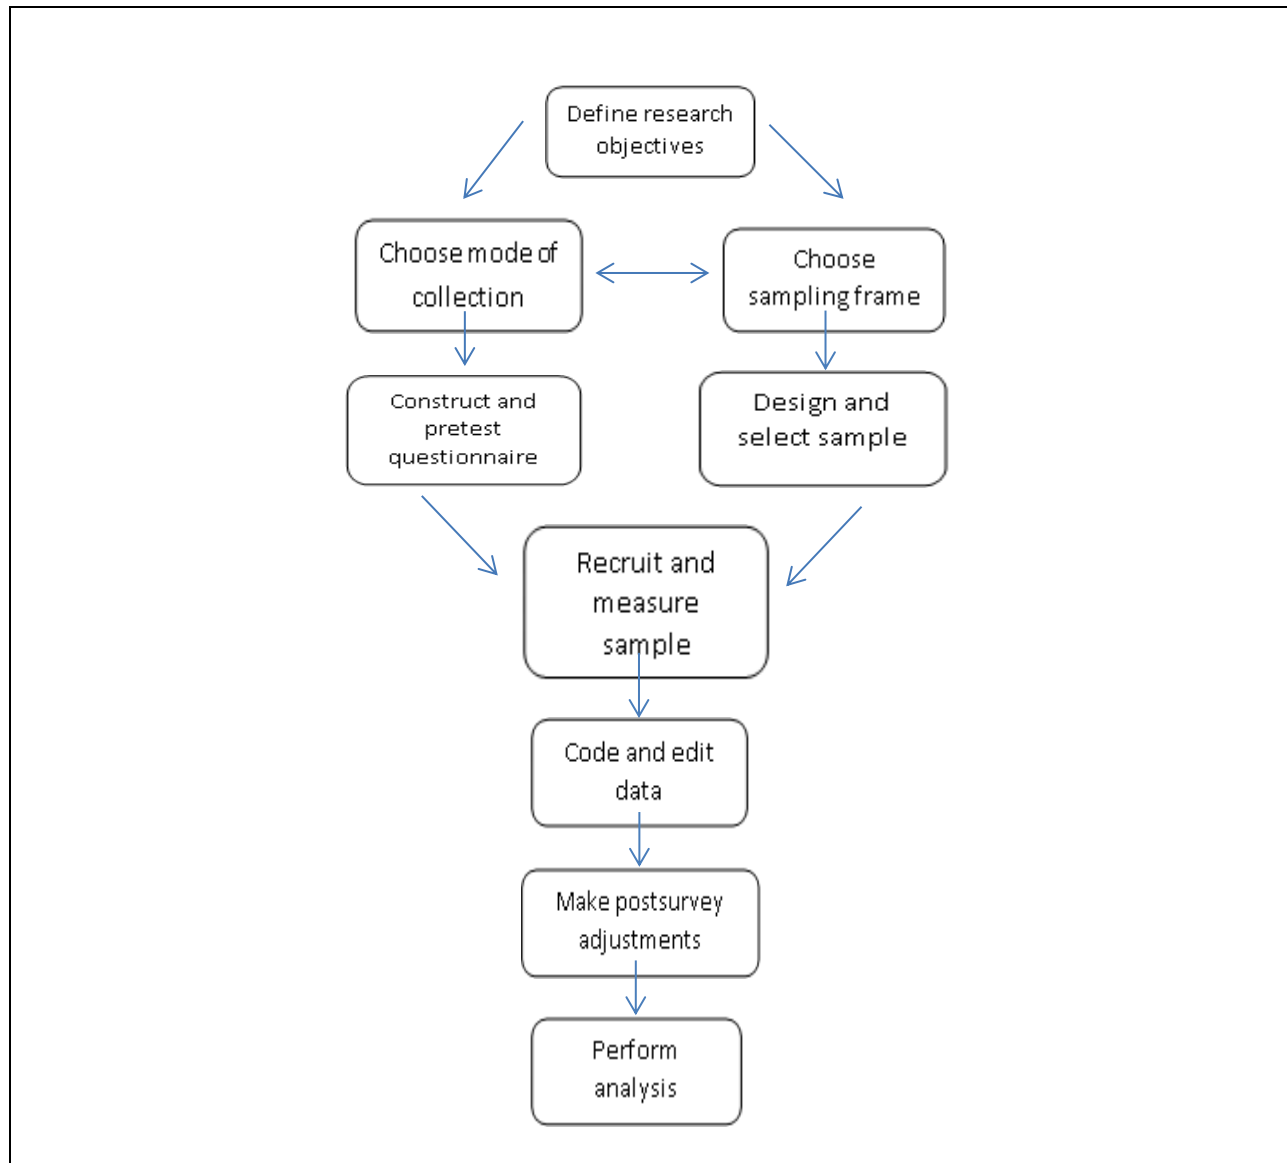 Define research
objectives
Choose mode of
collection
Choose
sampling frame
Construct and
pretest
questionnaire
Design and
select sample
Recruit and
measure
sample
Code and edit
data
Make postsurvey
adjustments
Perform
analysis